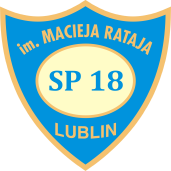 im. MACIEJA RATAJA
SP 18
LUBLIN